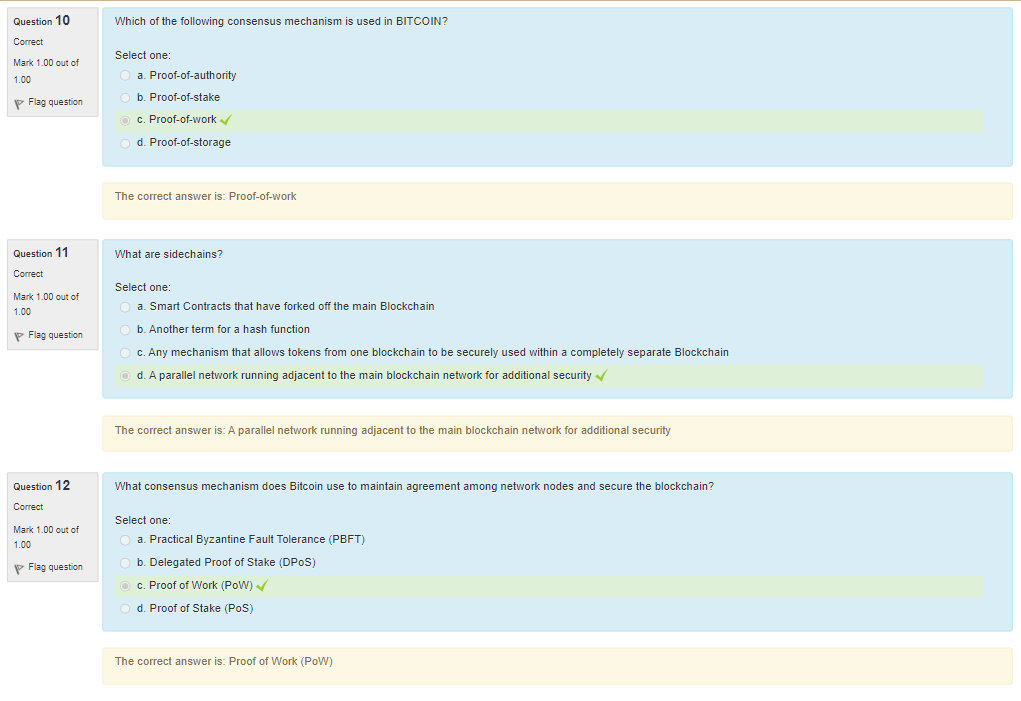 Question 10
Correct
Mark 1.00 out of
1.00
Flag question
Which of the following consensus mechanism is used in BITCOIN?
Select one:
a. Proof-of-authority
b. Proof-of-stake
c. Proof-of-work
d. Proof-of-storage
The correct answer is: Proof-of-work
Question 11
Correct
Mark 1.00 out of
1.00
Flag question
What are sidechains?
Select one:
a. Smart Contracts that have forked off the main Blockchain
b. Another term for a hash function
c. Any mechanism that allows tokens from one blockchain to be securely used within a completely separate Blockchain
d. A parallel network running adjacent to the main blockchain network for additional security
The correct answer is: A parallel network running adjacent to the main blockchain network for additional security
Question 12
Correct
Mark 1.00 out of
1.00
Flag question
What consensus mechanism does Bitcoin use to maintain agreement among network nodes and secure the blockchain?
Select one:
a. Practical Byzantine Fault Tolerance (PBFT)
b. Delegated Proof of Stake (DPoS)
c. Proof of Work (PoW)
d. Proof of Stake (PoS)
The correct answer is: Proof of Work (PoW)